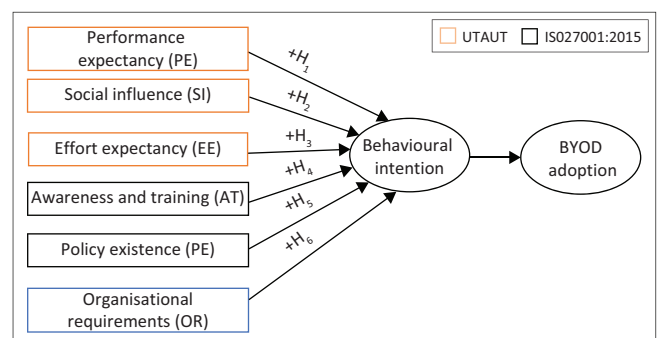 UTAUT
IS027001:2015
Performance
expectancy (PE)
+H1
Social influence (SI)
+H2
Effort expectancy (EE)
+H3
Awareness and training (AT)
+H4
Policy existence (PE)
+H5
Organisational
requirements (OR)
+H6
Behavioural
intention
BYOD
adoption